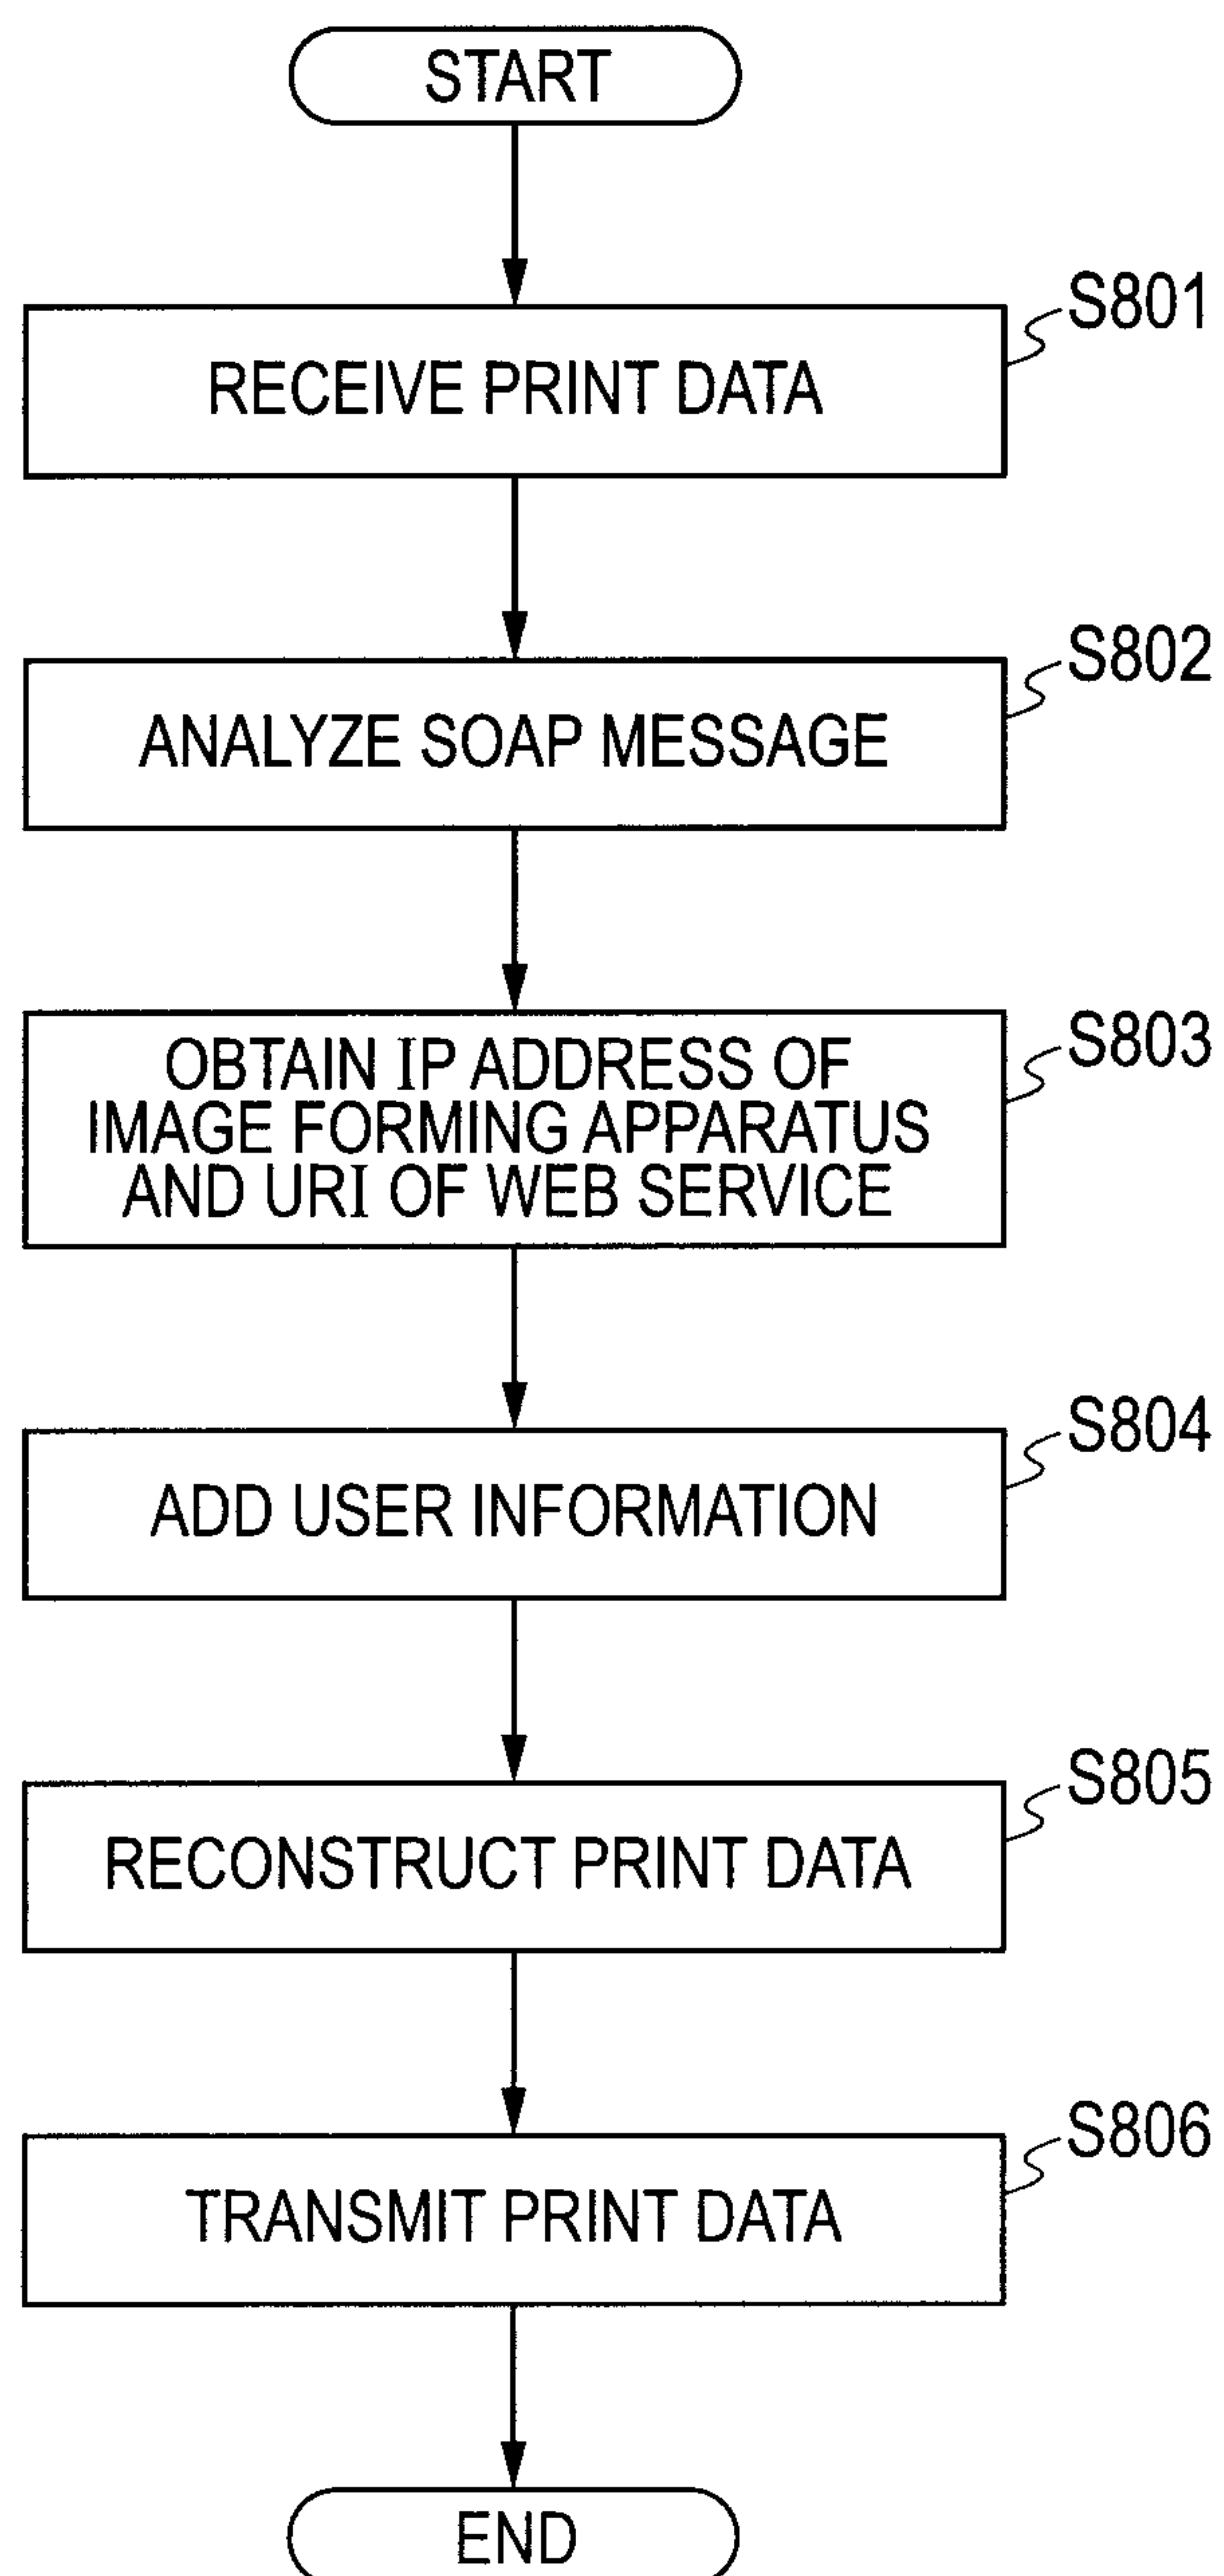 START
S801
RECEIVE PRINT DATA
S802
ANALYZE SOAP MESSAGE
S803
OBTAIN IP ADDRESS OF
IMAGE FORMING APPARATUS
AND URI OF WEB SERVICE
S804
ADD USER INFORMATION
S805
RECONSTRUCT PRINT DATA
S806
TRANSMIT PRINT DATA
END